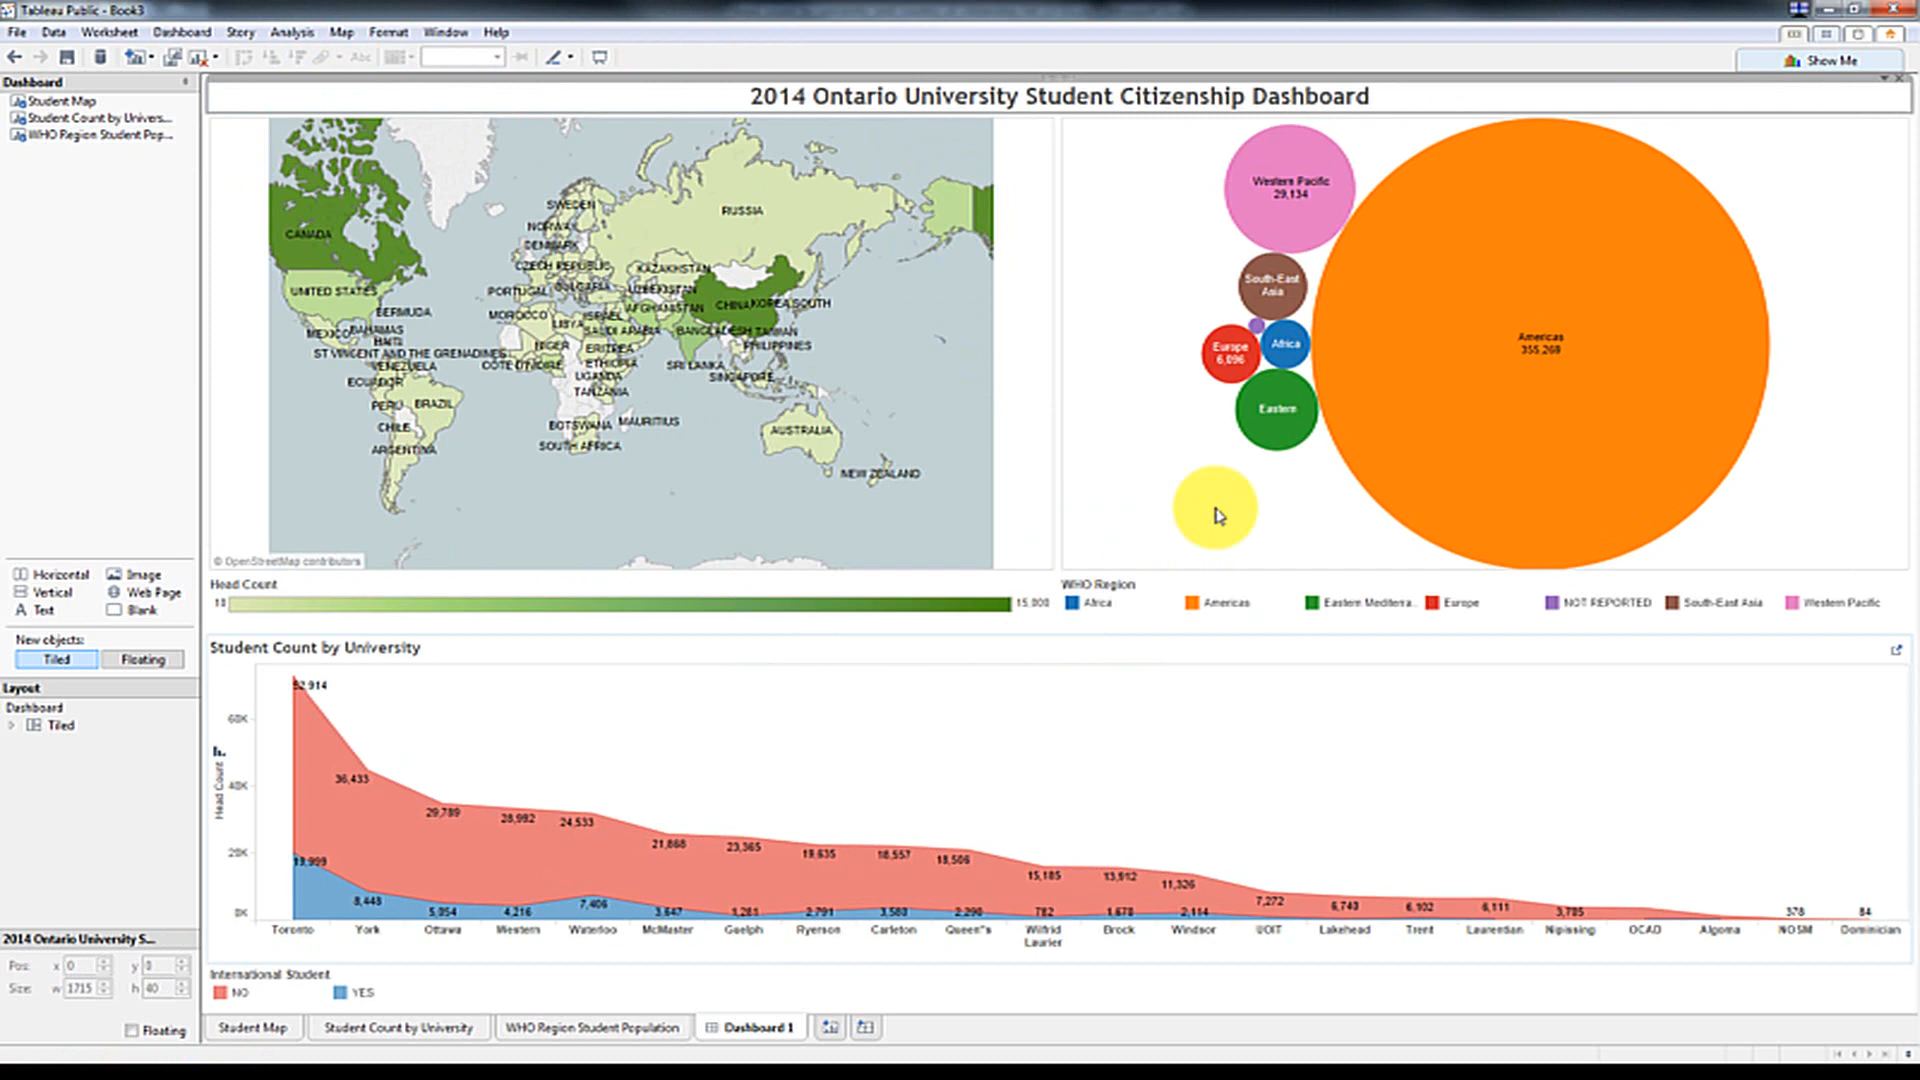 Tableau Public - Book3
File Data Worksheet Dashboard Story Analysis Map Format Window Help
Abc
Show Me
Dashboard
Student Map
Student Count by Univers...
WHO Region Student Pop...
2014 Ontario University Student Citizenship Dashboard
CANADA
UNITED STATES
BERMUDA
MEXICO
BAHAMAS
HAITI
ST VINCENT AND THE GRENADINES
VENEZUELA
ECUADOR
PERU
BRAZIL
CHILE
ARGENTINA
SWEDEN
NORWAY
DENMARK
RUSSIA
CZECH REPUBLIC
KAZAKHSTAN
PORTUGAL
BULGARIA
UZBEKISTAN
MOROCCO
ISRAEL
AFGHANISTAN
CHINA
KOREA SOUTH
LIBYA
SAUDI ARABIA
BANGLADESH
TAIWAN
NIGER
ERITREA
PHILIPPINES
COTE D'IVOIRE
ETHIOPIA
SRI LANKA
UGANDA
SINGAPORE
TANZANIA
BOTSWANA
MAURITIUS
SOUTH AFRICA
AUSTRALIA
NEW ZEALAND
© OpenStreetMap contributors
Western Pacific
29,134
South-East
Asia
Europe
6,096
Africa
Eastern
Americas
355,269
Head Count
10
15,000
WHO Region
Africa
Americas
Eastern Mediterra..
Europe
NOT REPORTED
South-East Asia
Western Pacific
Horizontal Image
Vertical Web Page
A Text Blank
New objects:
Tiled Floating
Layout
Dashboard
Tiled
Student Count by University
Head Count
60K
40K
20K
0K
52,914
36,433
29,789
28,992
24,533
21,868
23,365
19,635
18,557
18,506
15,185
13,912
11,326
7,272
6,740
6,102
6,111
3,785
378
84
19,999
8,448
5,054
4,216
7,406
3,647
1,281
2,791
3,580
2,290
782
1,670
2,114
Toronto
York
Ottawa
Western
Waterloo
McMaster
Guelph
Ryerson
Carleton
Queen"s
Wilfrid
Laurier
Brock
Windsor
UOIT
Lakehead
Trent
Laurentian
Nipissing
OCAD
Algoma
NOSM
Dominician
International Student
NO
YES
2014 Ontario University S...
Pos: x 0 y 0
Size: w 1715 h 40
Floating
Student Map
Student Count by University
WHO Region Student Population
Dashboard 1